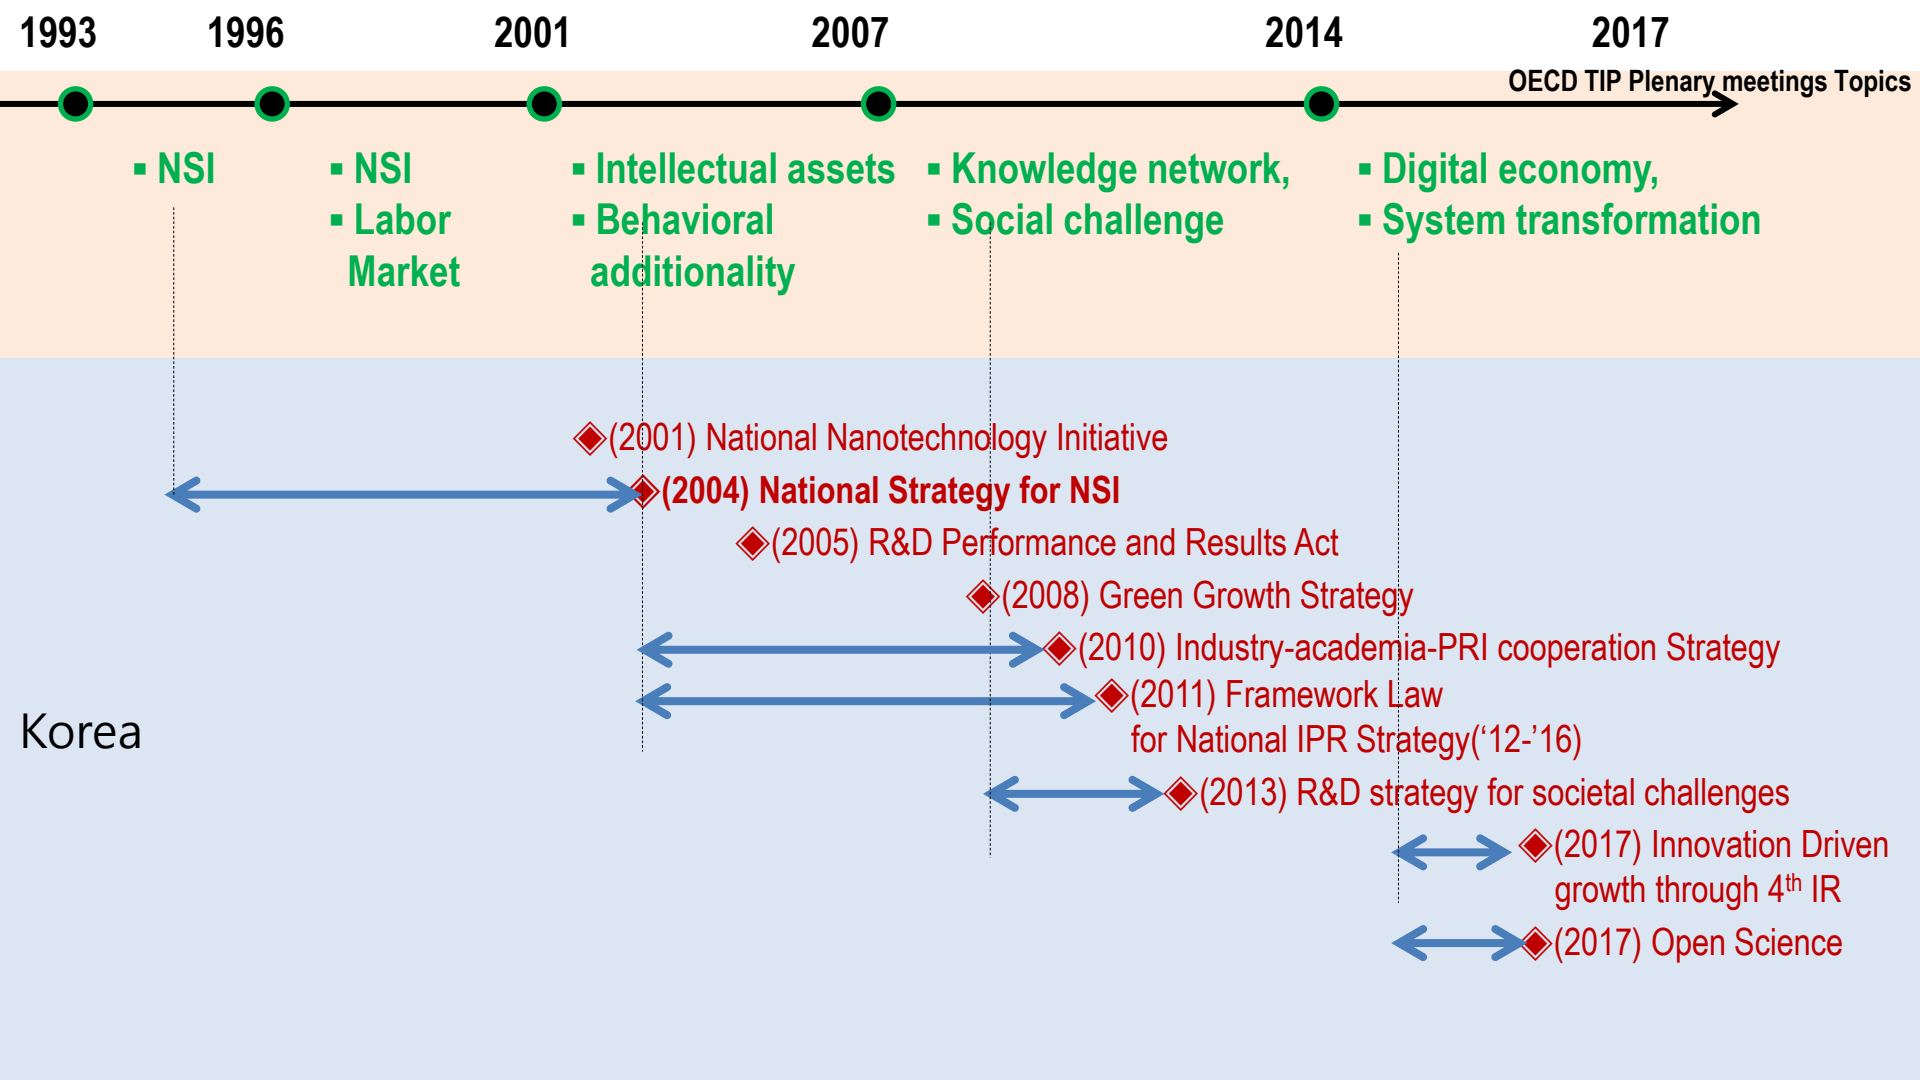 1993 1996 2001 2007 2014 2017
OECD TIP Plenary meetings Topics
▪ NSI
▪ NSI
▪ Labor
Market
▪ Intellectual assets
▪ Behavioral
additionality
▪ Knowledge network,
▪ Social challenge
▪ Digital economy,
▪ System transformation
(2001) National Nanotechnology Initiative
(2004) National Strategy for NSI
(2005) R&D Performance and Results Act
(2008) Green Growth Strategy
(2010) Industry-academia-PRI cooperation Strategy
(2011) Framework Law
for National IPR Strategy(‘12-’16)
Korea
(2013) R&D strategy for societal challenges
(2017) Innovation Driven
growth through 4th IR
(2017) Open Science